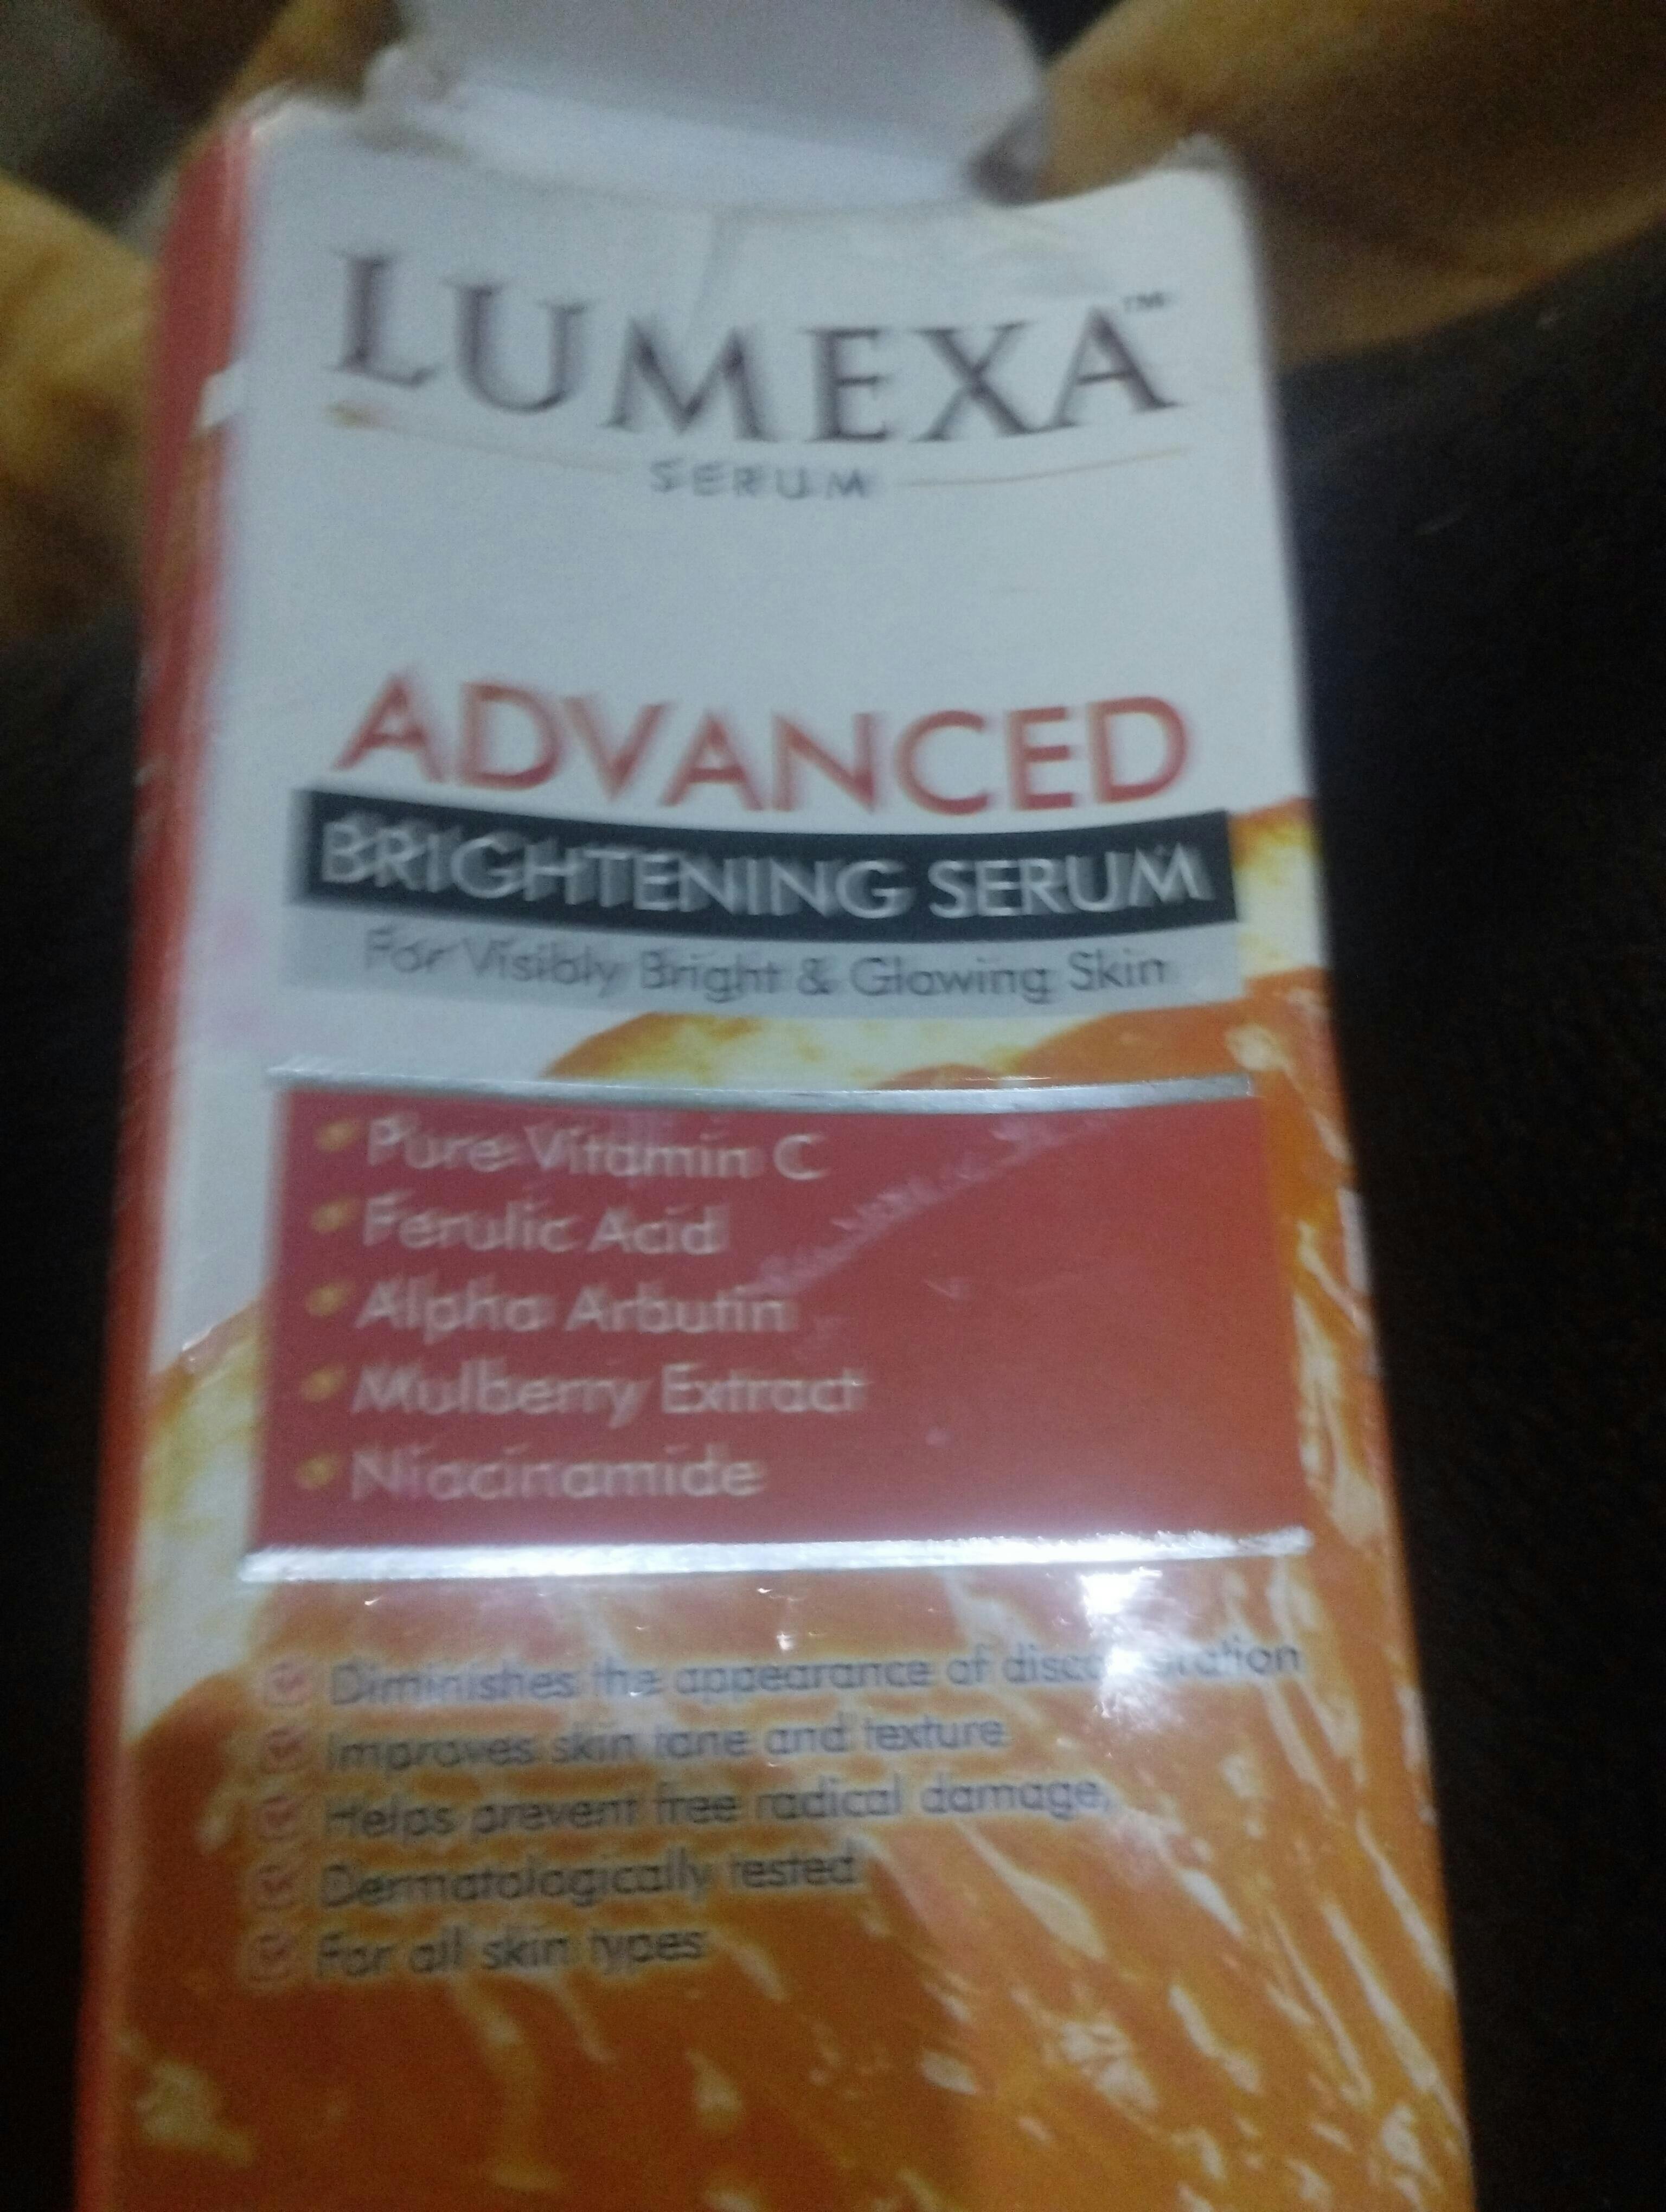 LUMEXA™
SERUM
ADVANCED
BRIGHTENING SERUM
For Visibly Bright & Glowing Skin
Pure Vitamin C
Ferulic Acid
Alpha Arbutin
Mulberry Extract
Niacinamide
Diminishes the appearance of discoloration
Improves skin tone and texture
Helps prevent free radical damage,
Dermatologically tested
For all skin types